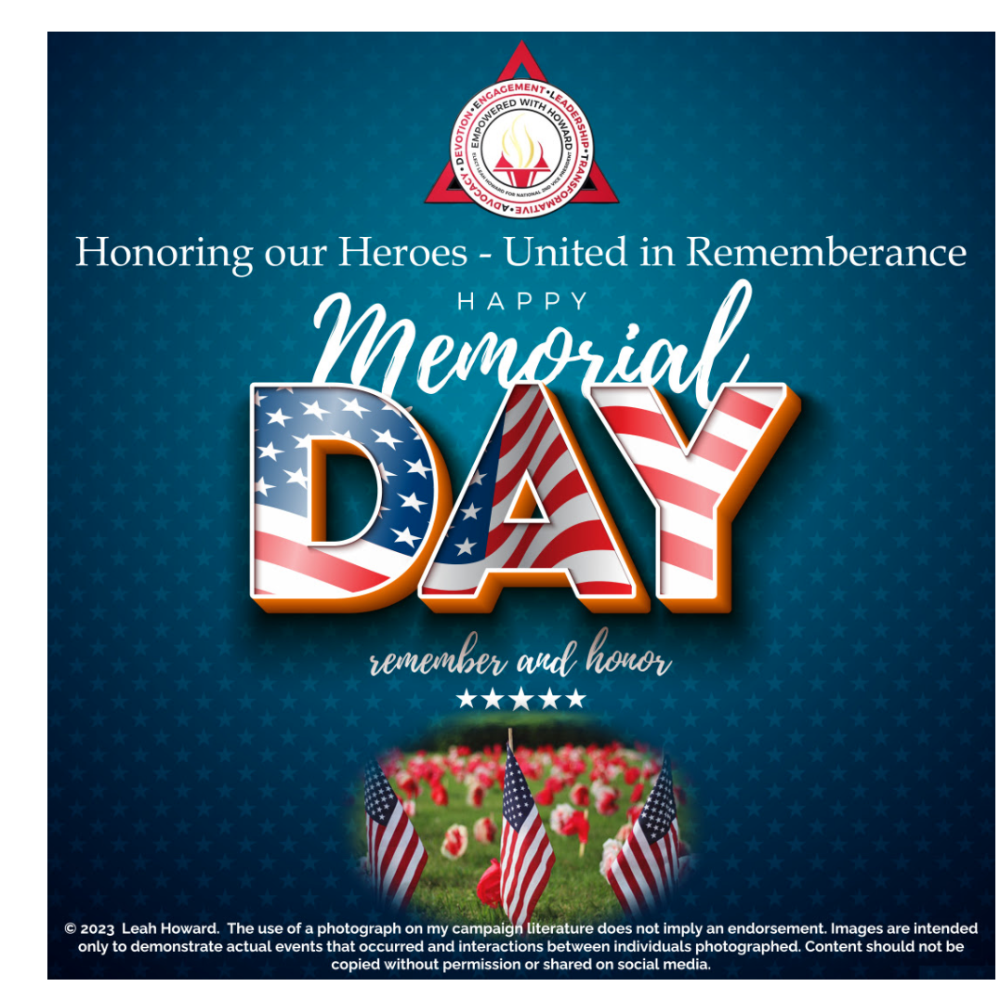 DEVOTION • ENGAGEMENT • LEADERSHIP • TRANSFORMATIVE • ADVOCACY •
EMPOWERED WITH HOWARD
ELECT LEAH HOWARD FOR NATIONAL 2ND VICE PRESIDENT
Honoring our Heroes - United in Rememberance
HAPPY
Memorial
DAY
remember and honor
© 2023 Leah Howard. The use of a photograph on my campaign literature does not imply an endorsement. Images are intended
only to demonstrate actual events that occurred and interactions between individuals photographed. Content should not be
copied without permission or shared on social media.